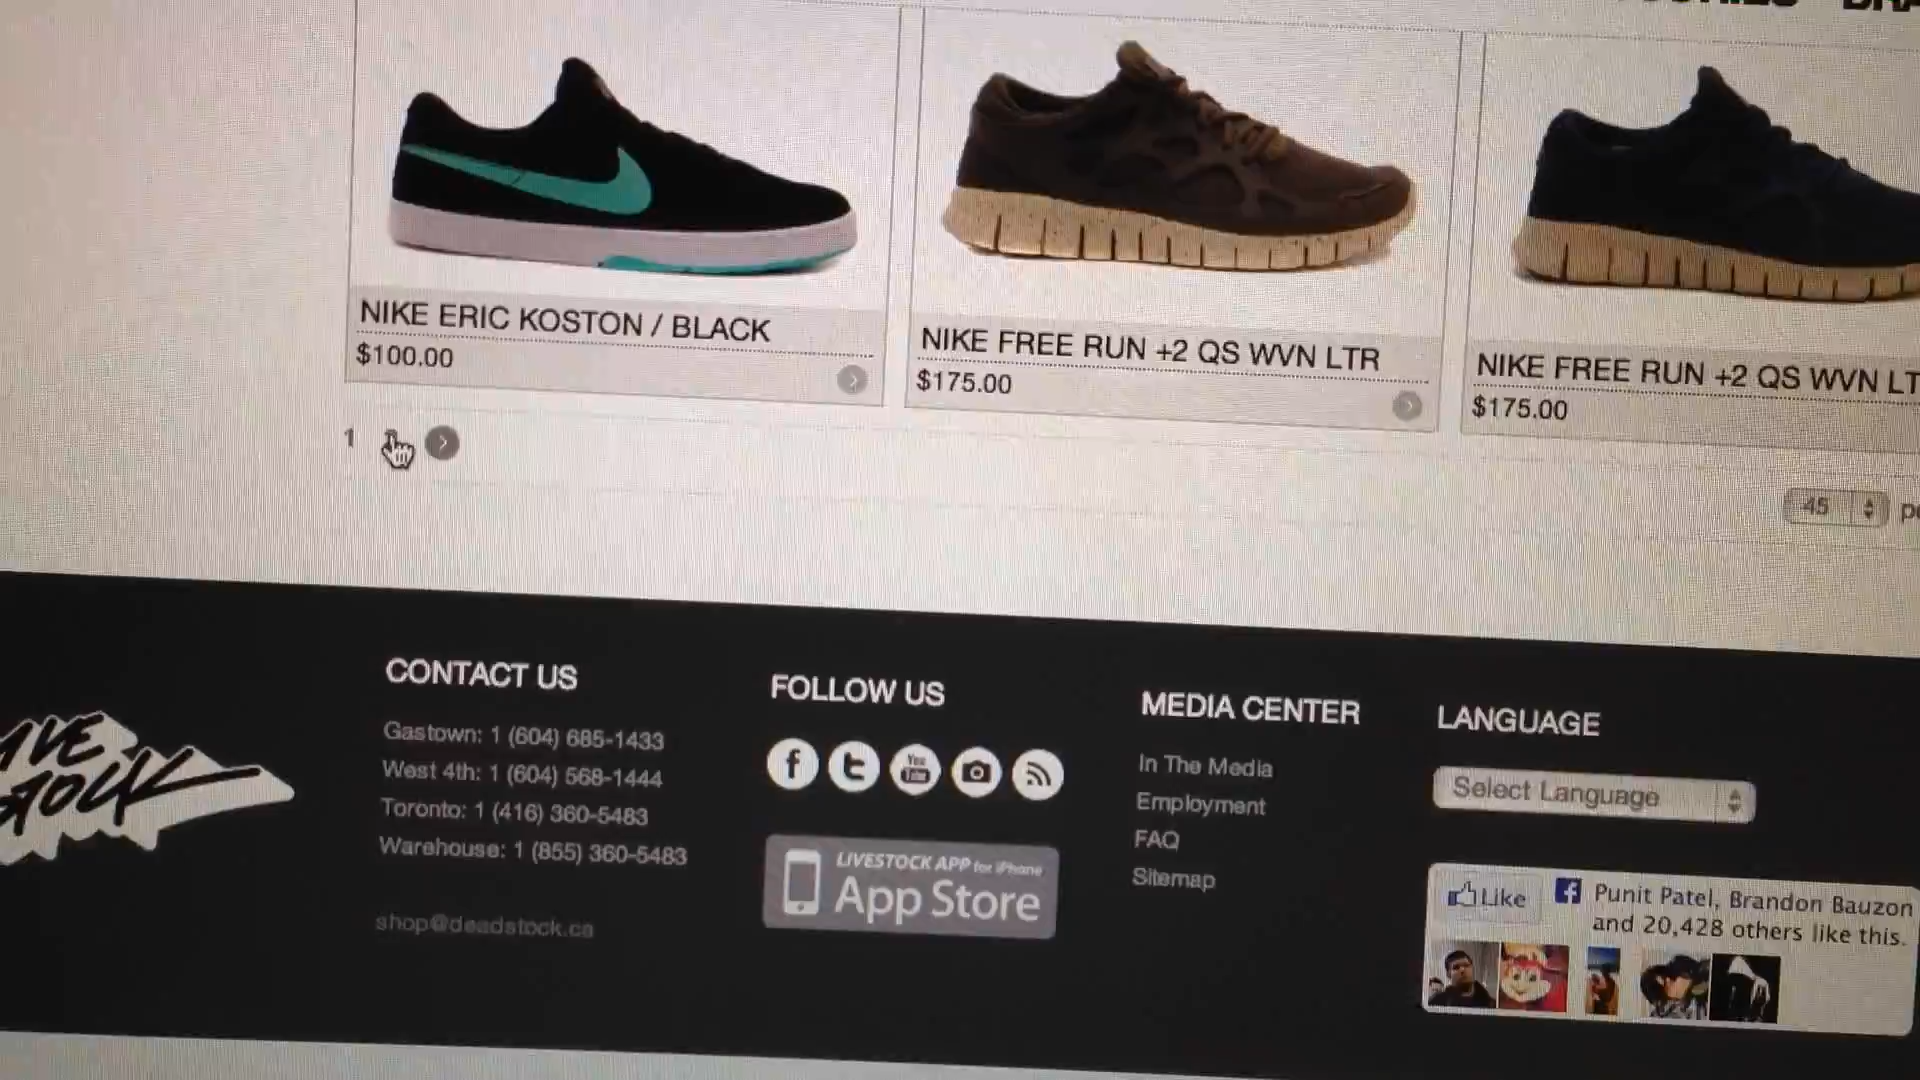 NIKE ERIC KOSTON / BLACK
$100.00
NIKE FREE RUN +2 QS WVN LTR
$175.00
NIKE FREE RUN +2 QS WVN LT
$175.00
1
45
CONTACT US
Gastown: 1 (604) 685-1433
West 4th: 1 (604) 568-1444
Toronto: 1 (416) 360-5483
Warehouse: 1 (855) 360-5483
shop@deadstock.ca
FOLLOW US
You
Tube
LIVESTOCK APP for iPhone
App Store
MEDIA CENTER
In The Media
Employment
FAQ
Sitemap
LANGUAGE
Select Language
Like
Punit Patel, Brandon Bauzon
and 20,428 others like this.